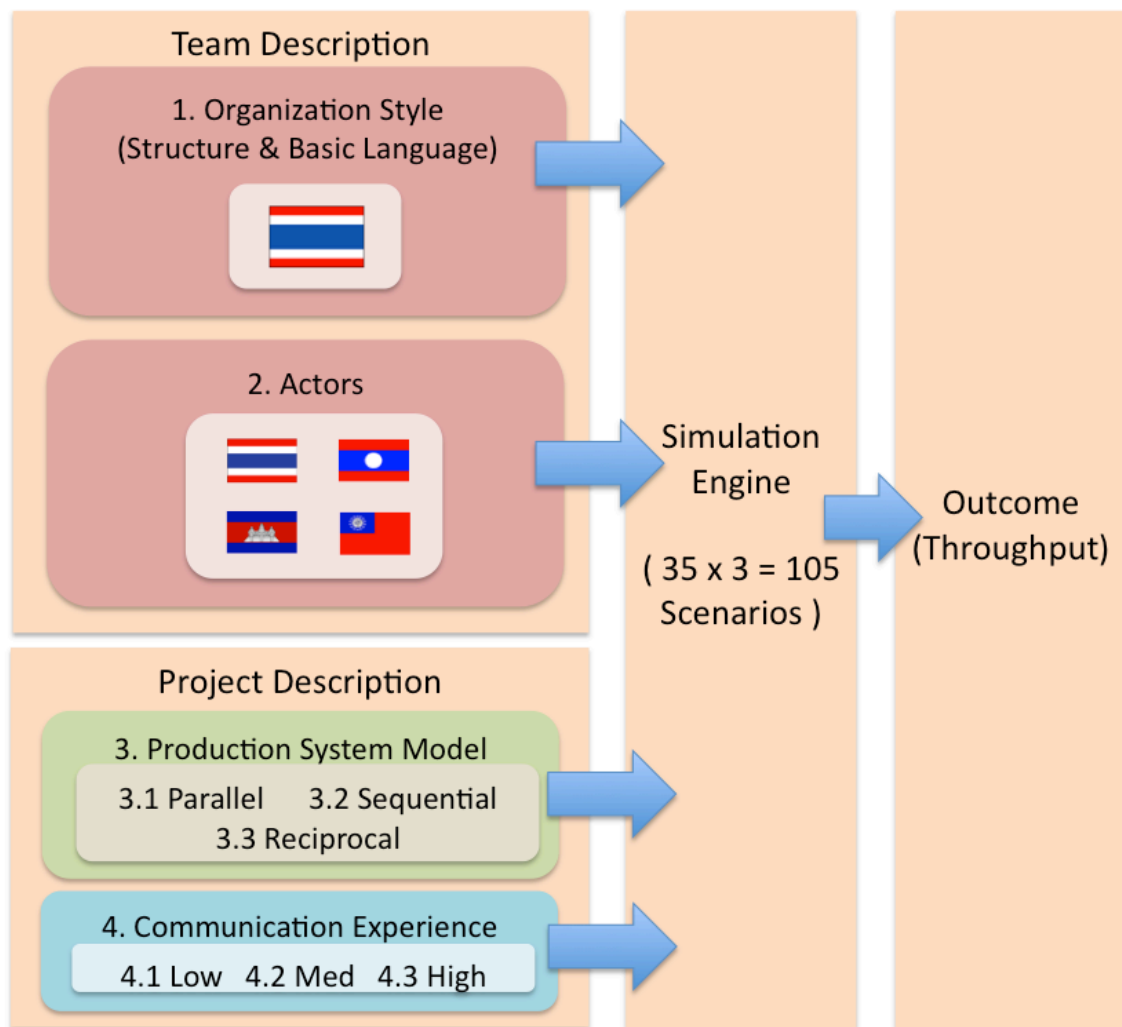 Team Description
1. Organization Style
(Structure & Basic Language)
2. Actors
Project Description
3. Production System Model
3.1 Parallel 3.2 Sequential
3.3 Reciprocal
4. Communication Experience
4.1 Low 4.2 Med 4.3 High
Simulation
Engine
( 35 x 3 = 105
Scenarios )
Outcome
(Throughput)